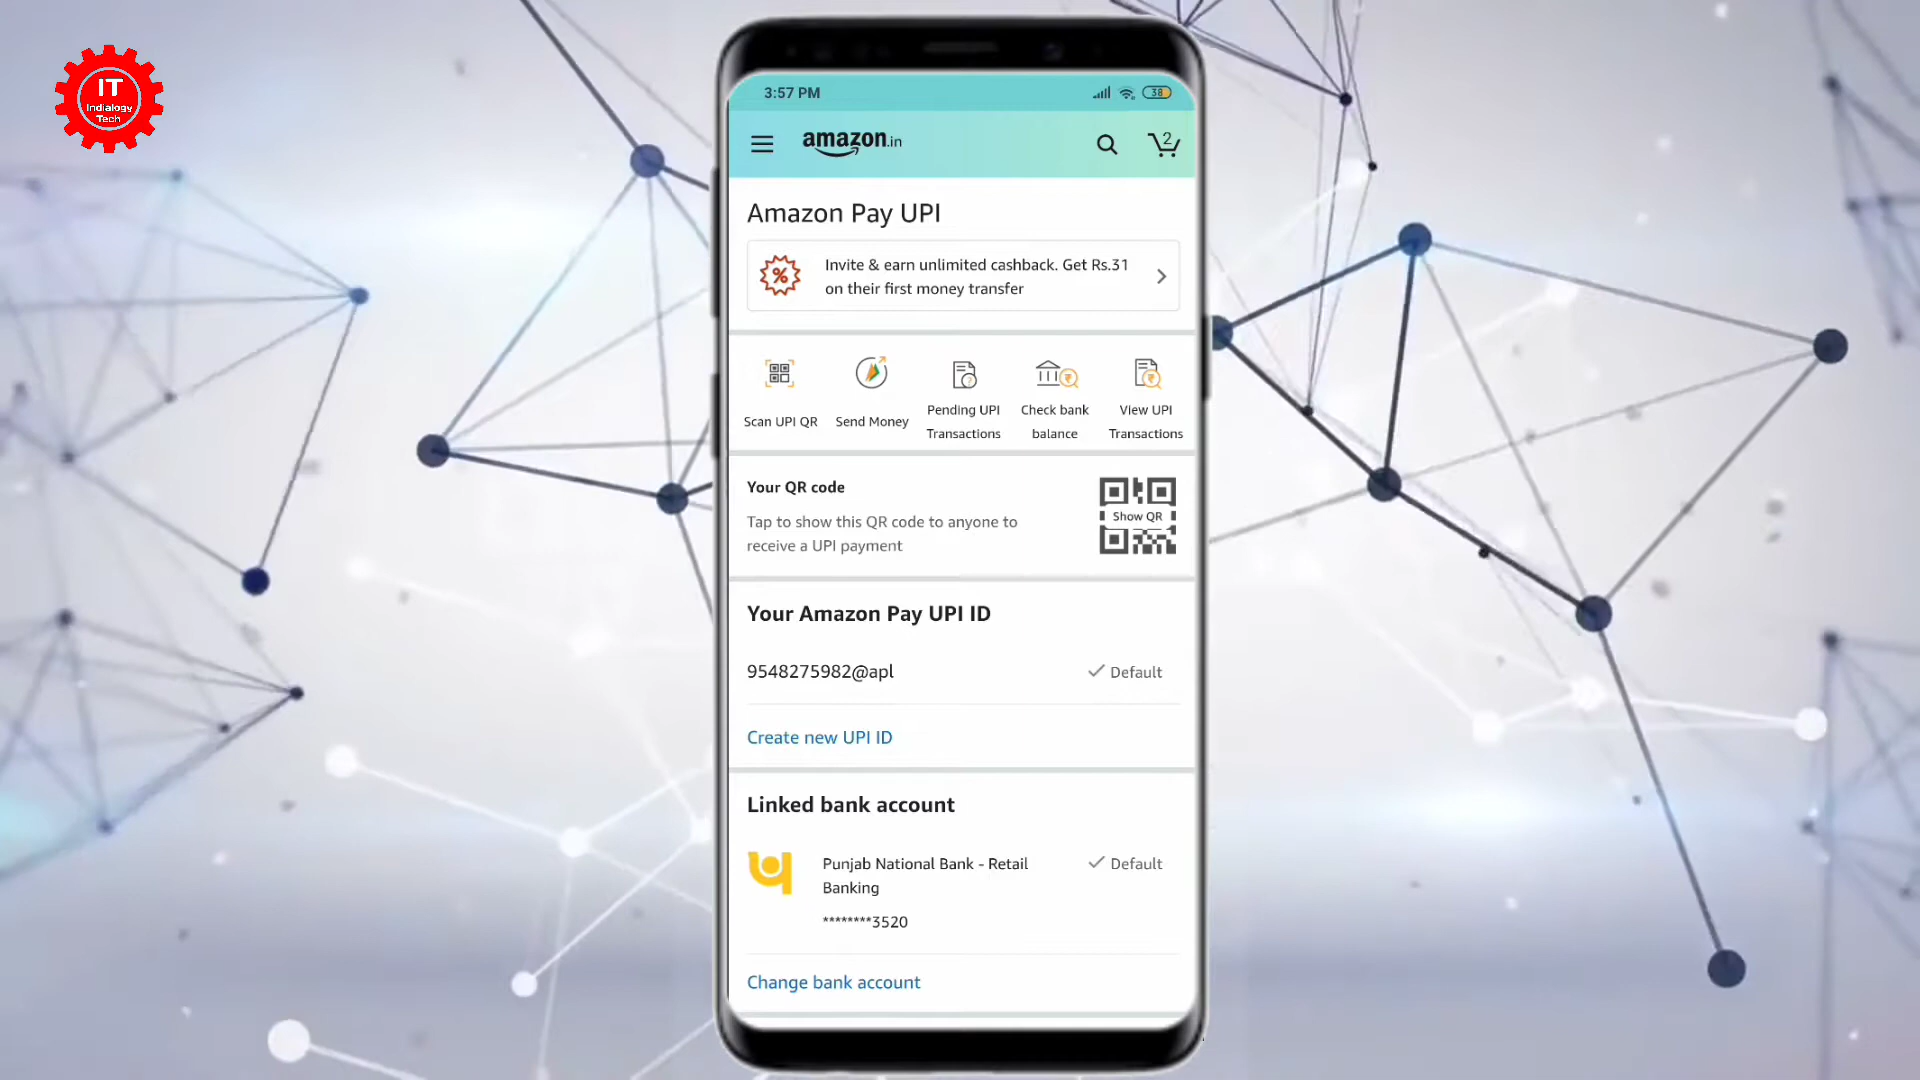 IT
Indialogy
Tech
3:57 PM
38
amazon.in
2
Amazon Pay UPI
Invite & earn unlimited cashback. Get Rs.31
on their first money transfer
%
Scan UPI QR
Send Money
Pending UPI
Transactions
Check bank
balance
View UPI
Transactions
Your QR code
Tap to show this QR code to anyone to
receive a UPI payment
Show QR
Your Amazon Pay UPI ID
9548275982@apl
Default
Create new UPI ID
Linked bank account
Punjab National Bank - Retail
Banking
Default
********3520
Change bank account